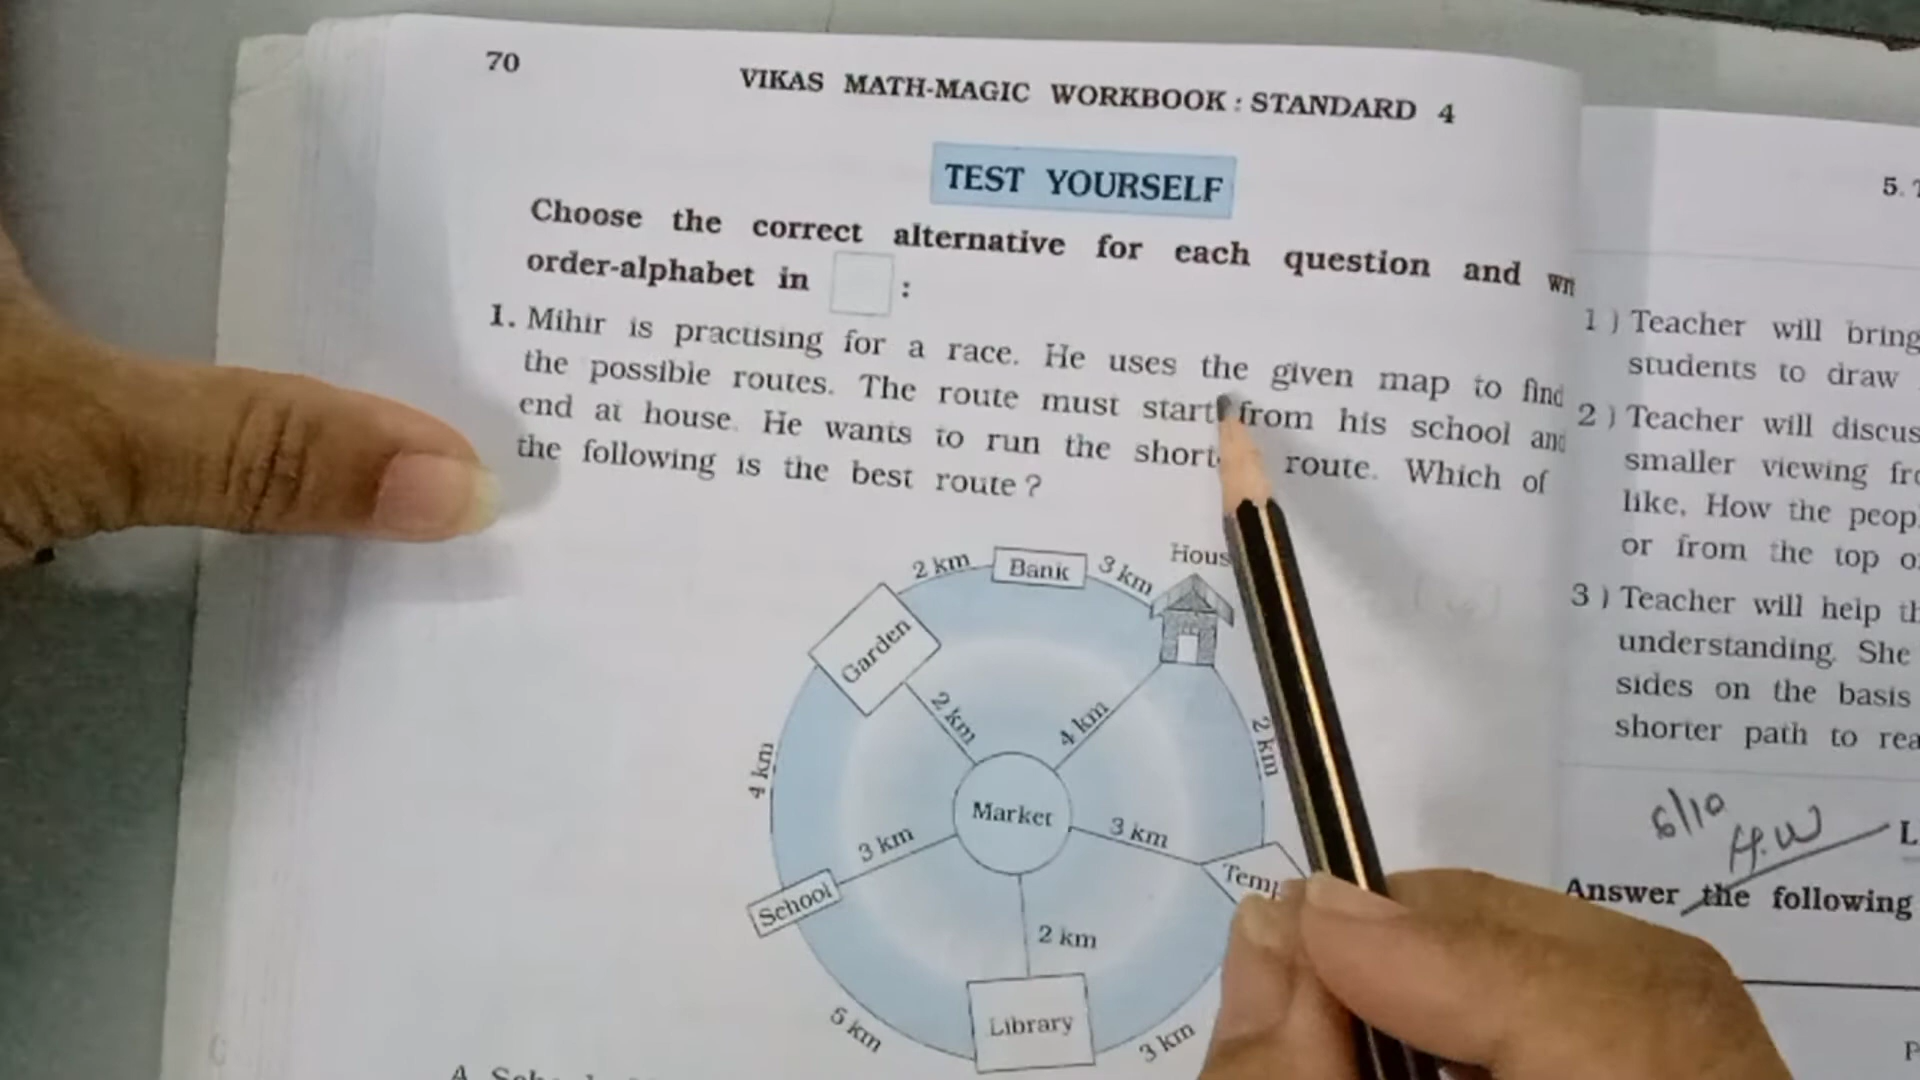 70
VIKAS MATH-MAGIC WORKBOOK : STANDARD 4
TEST YOURSELF
Choose the correct alternative for each question and
order-alphabet in :
1. Mihir is practising for a race. He uses the given map to find
the possible routes. The route must start from his school and
end at house. He wants to run the short route. Which of
the following is the best route ?
2 km
Bank
3 km
Hous
Garden
2 km
4 km
2 km
4 km
Market
3 km
3 km
School
Temp
2 km
5 km
Library
3 km
A
5.
1 ) Teacher will bring
students to draw
2 ) Teacher will discus
smaller viewing fro
like, How the peop
or from the top o
3 ) Teacher will help th
understanding. She
sides on the basis
shorter path to rea
6/10
H.W
L
Answer the following
P